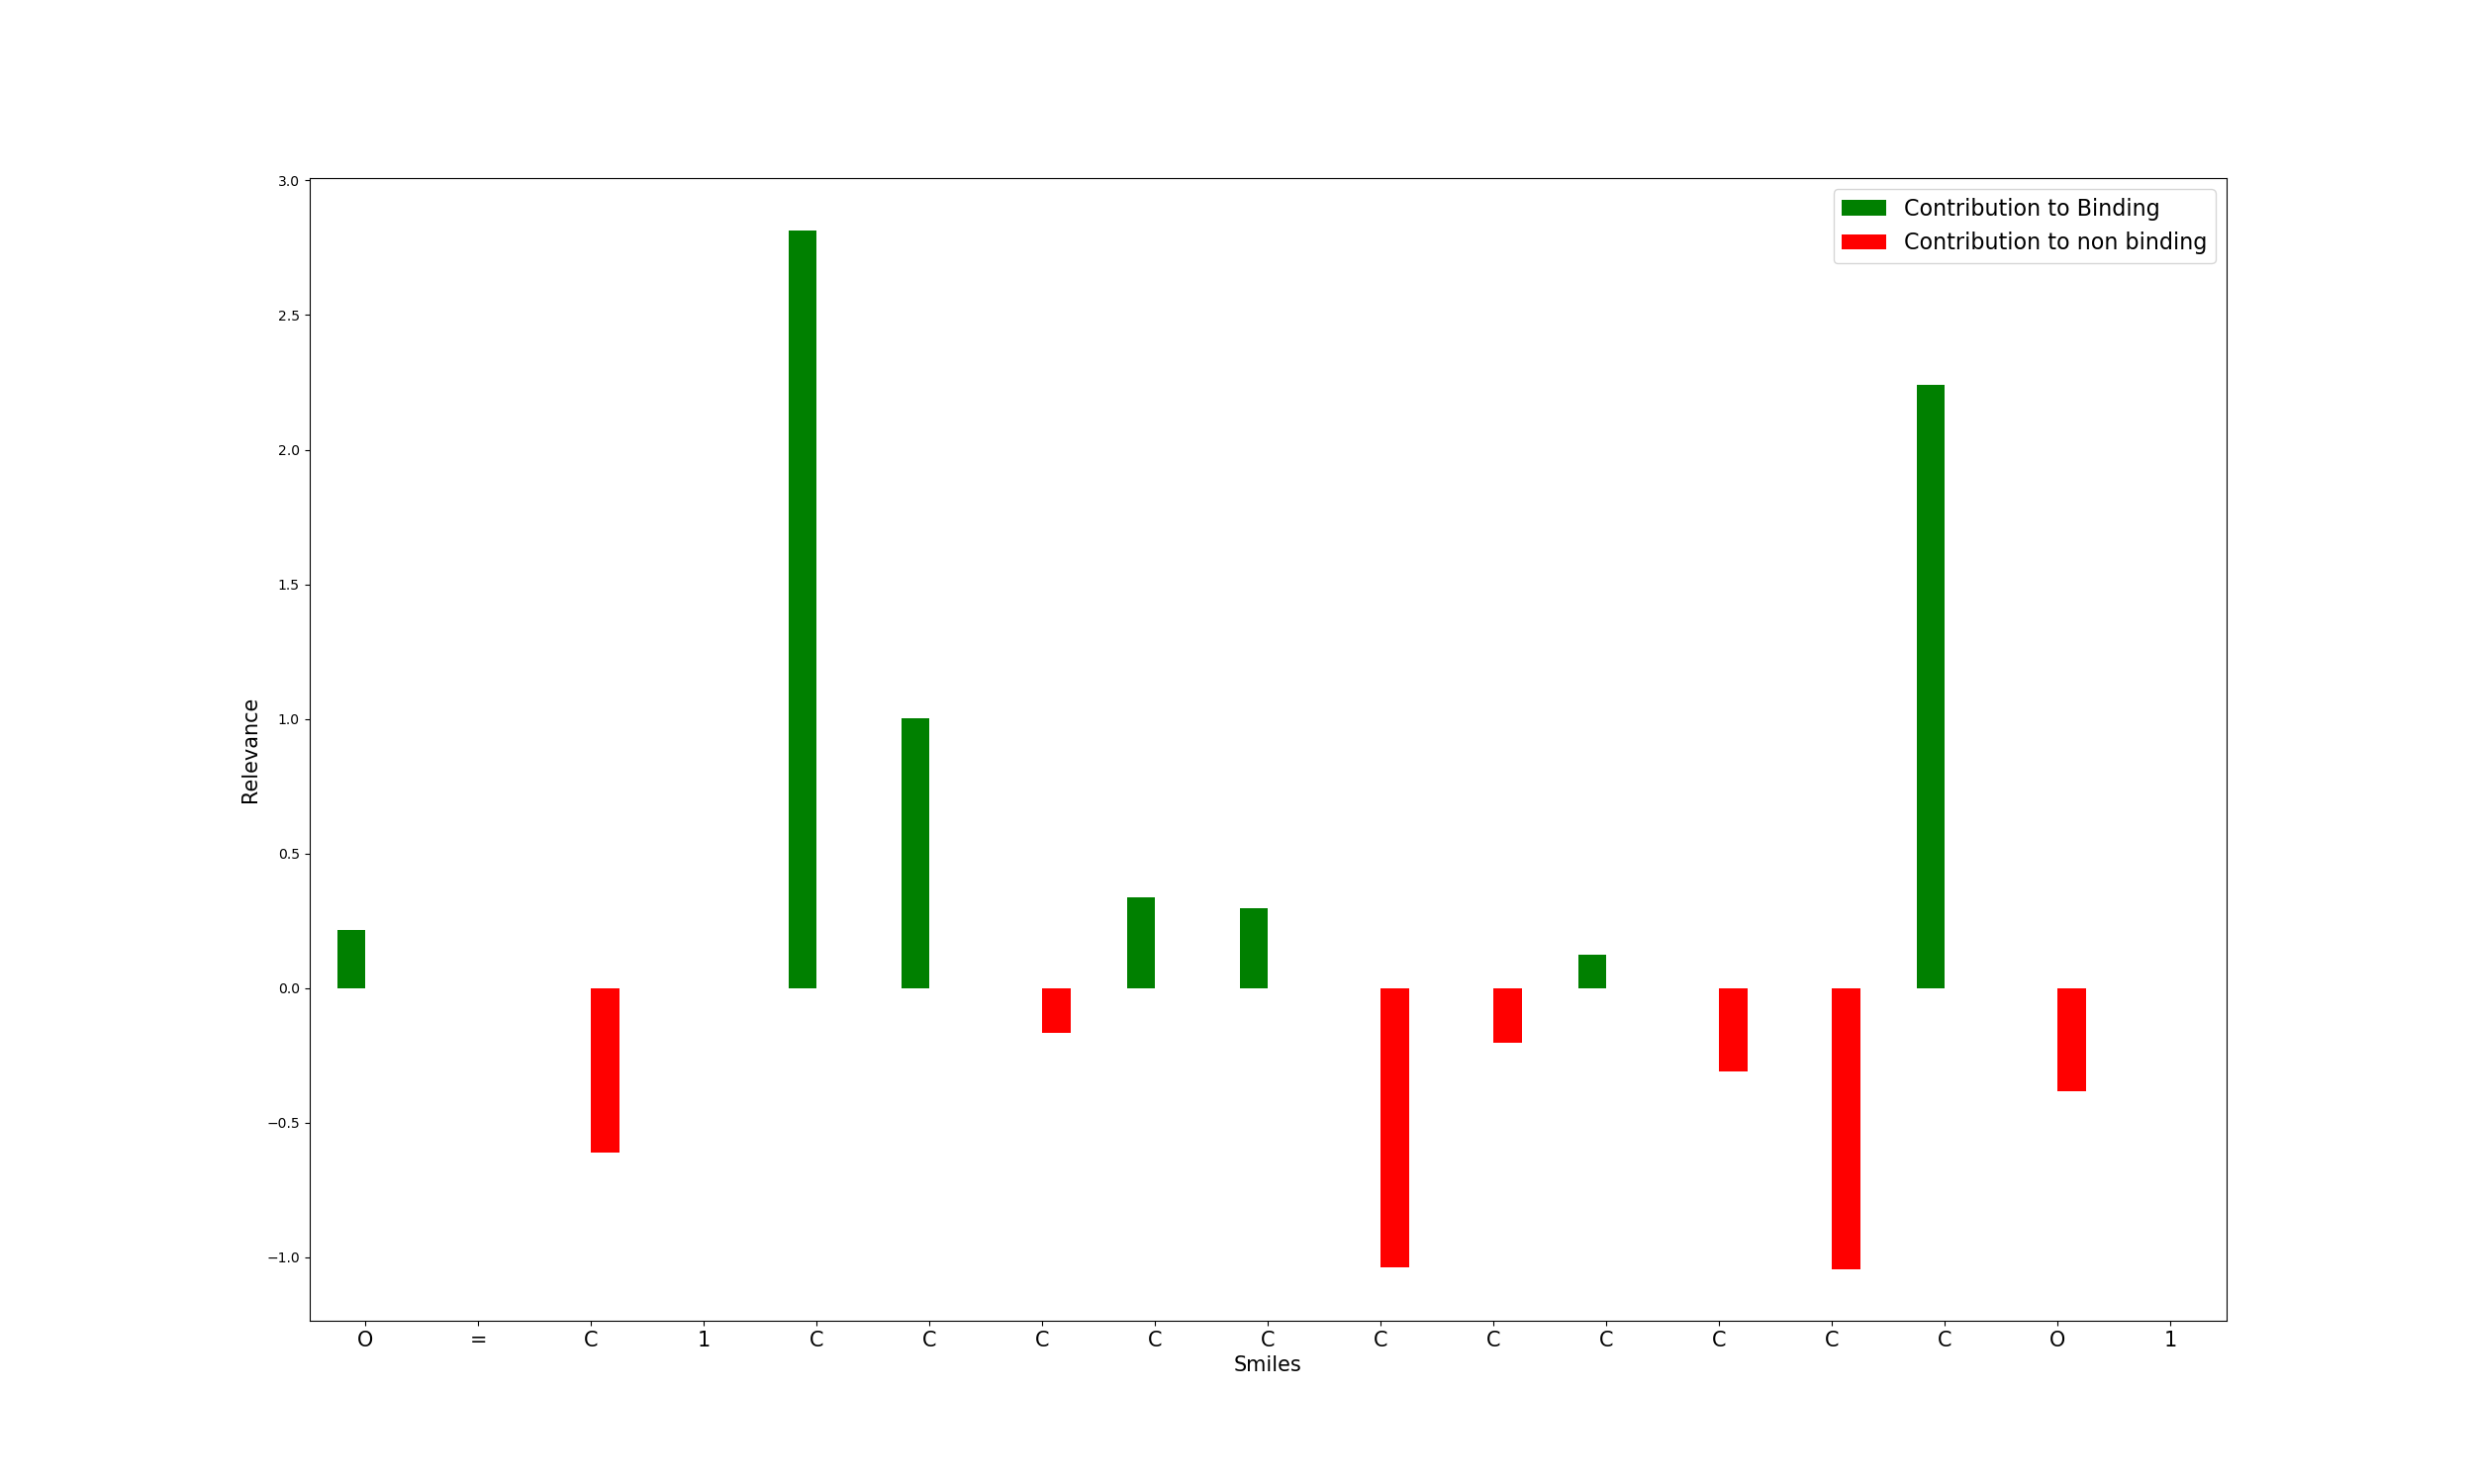 3.0
2.5
2.0
1.5
1.0
0.5
0.0
−0.5
−1.0
Relevance
Contribution to Binding
Contribution to non binding
O = C 1 C C C C C C C C C C C O 1
Smiles